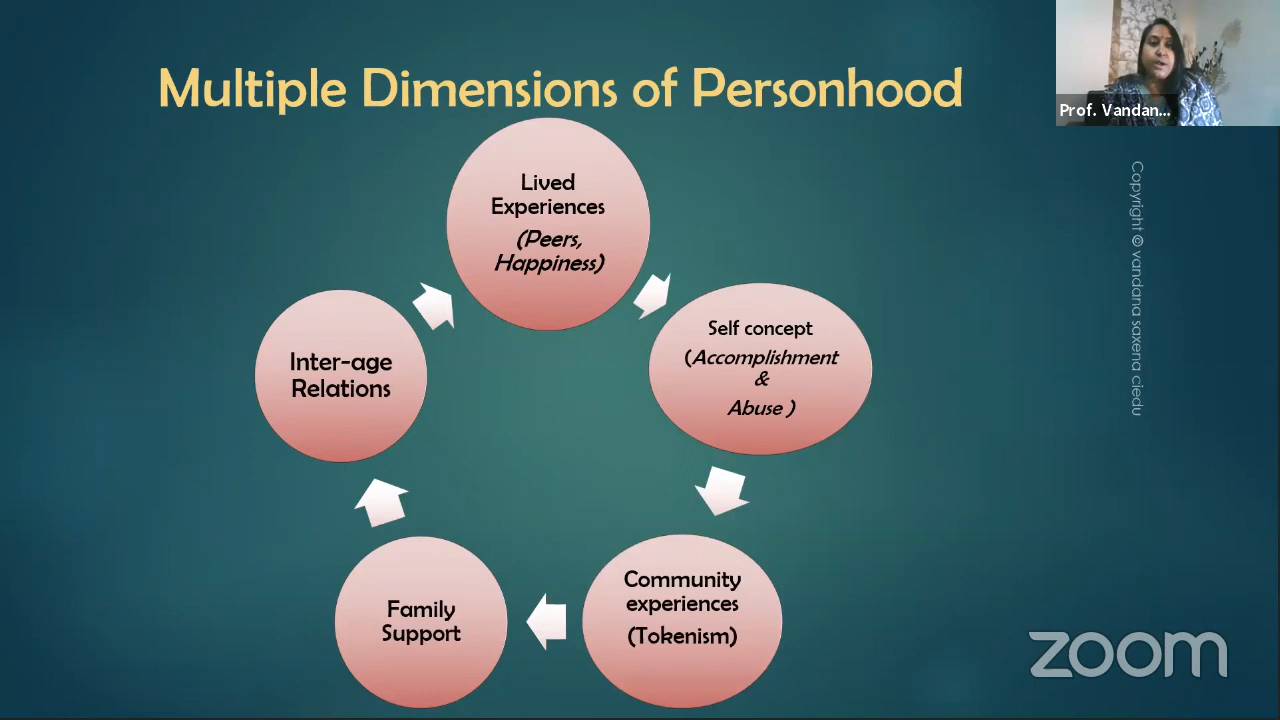 Multiple Dimensions of Personhood
Prof. Vandan...
Copyright © vandana saxena ciedu
Lived
Experiences
(Peers,
Happiness)
Self concept
(Accomplishment
&
Abuse )
Community
experiences
(Tokenism)
Family
Support
Inter-age
Relations
zoom